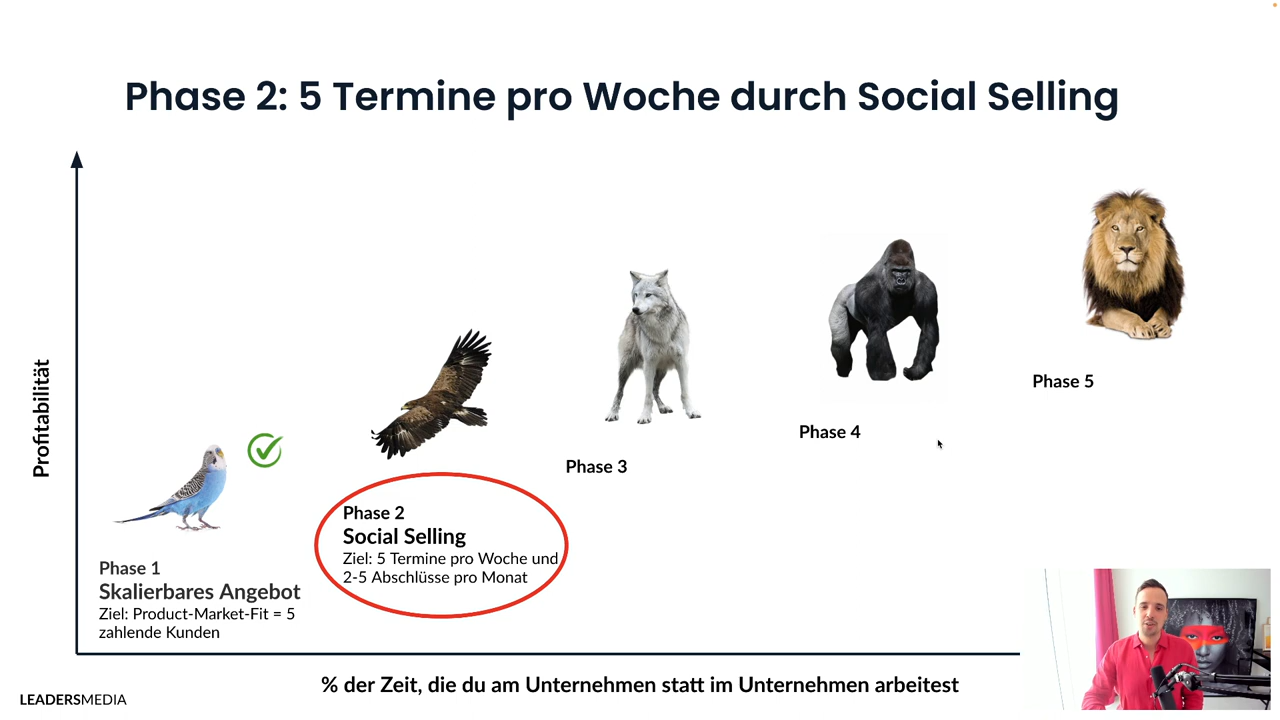 Phase 2: 5 Termine pro Woche durch Social Selling
Profitabilität
Phase 1
Skalierbares Angebot
Ziel: Product-Market-Fit = 5
zahlende Kunden
Phase 2
Social Selling
Ziel: 5 Termine pro Woche und
2-5 Abschlüsse pro Monat
Phase 3
Phase 4
Phase 5
% der Zeit, die du am Unternehmen statt im Unternehmen arbeitest
LEADERSMEDIA